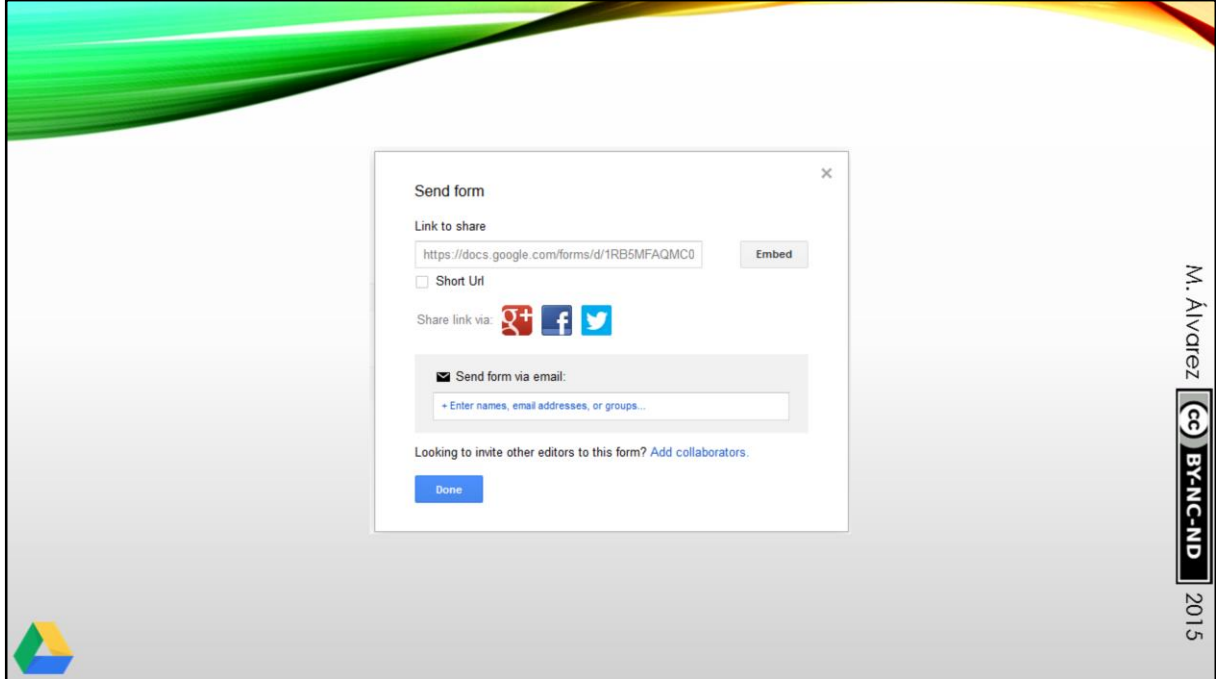 ×
Send form
Link to share
https://docs.google.com/forms/d/1RB5MFAQMC0
Embed
Short Url
Share link via:
g+ f
Send form via email:
+ Enter names, email addresses, or groups...
Looking to invite other editors to this form? Add collaborators.
Done
M. Álvarez cc BY-NC-ND 2015